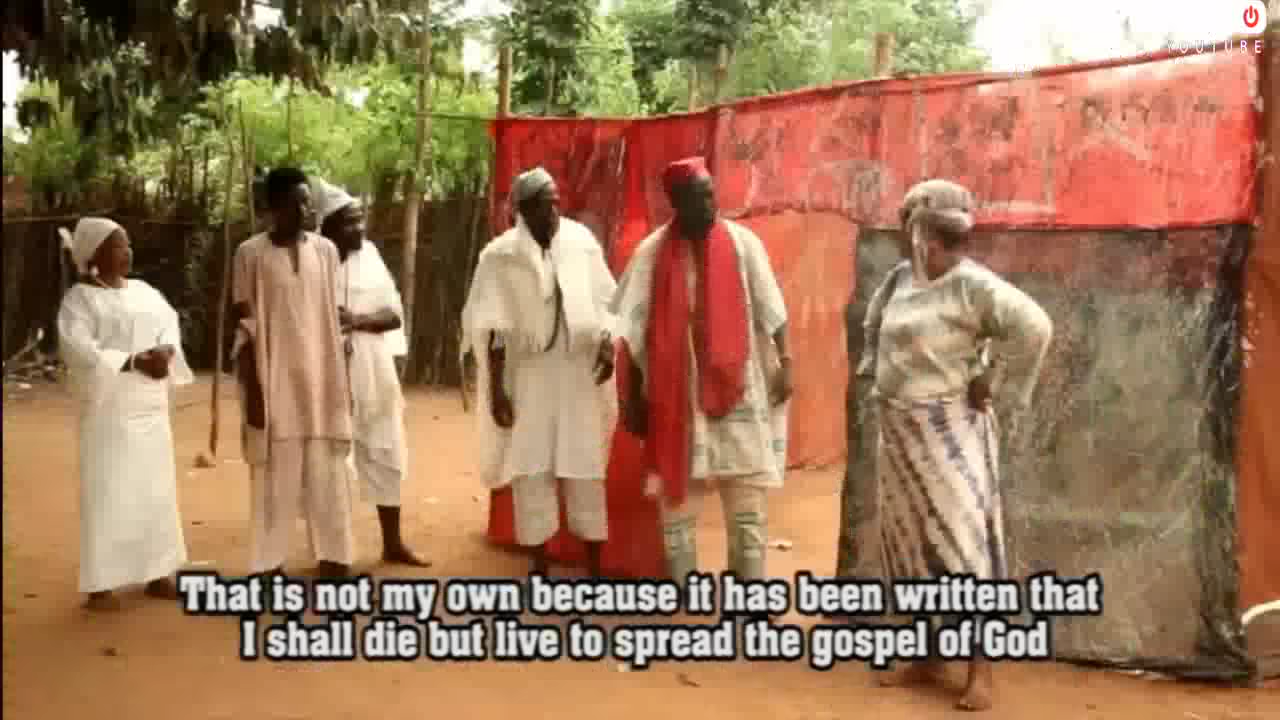 YOUTURE
That is not my own because it has been written that
I shall die but live to spread the gospel of God